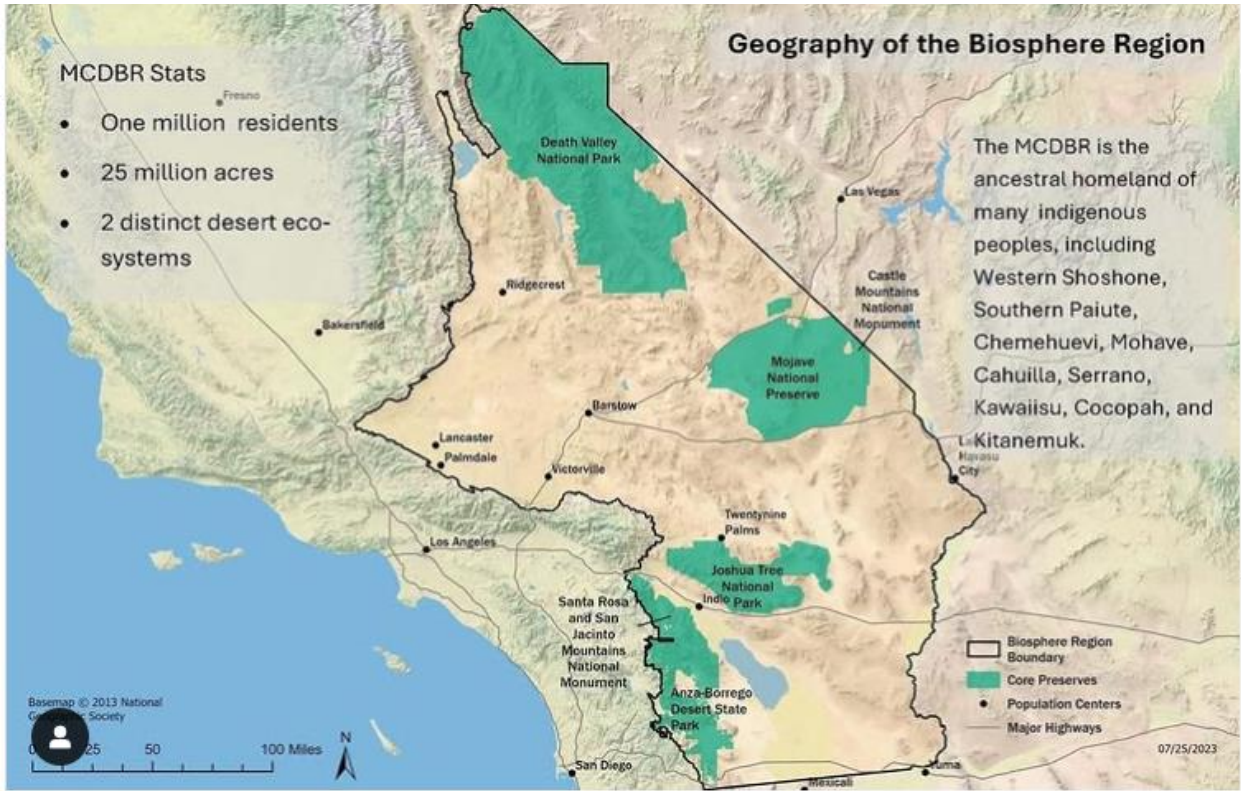 Geography of the Biosphere Region
MCDBR Stats
• One million residents
• 25 million acres
• 2 distinct desert eco-
systems
The MCDBR is the
ancestral homeland of
many indigenous
peoples, including
Western Shoshone,
Southern Paiute,
Chemehuevi, Mohave,
Cahuilla, Serrano,
Kawaiisu, Cocopah, and
Kitanemuk.
Fresno
Death Valley
National Park
Las Vegas
Ridgecrest
Castle
Mountains
National
Monument
Bakersfield
Mojave
National
Preserve
Barstow
Lancaster
Palmdale
Victorville
Havasu
City
Twentynine
Palms
Los Angeles
Joshua Tree
National
Park
Indio
Santa Rosa
and San
Jacinto
Mountains
National
Monument
Anza-Borrego
Desert State
Park
San Diego
Mexicali
Yuma
Biosphere Region
Boundary
Core Preserves
Population Centers
Major Highways
07/25/2023
Basemap © 2013 National
Society
0 25 50 100 Miles
N